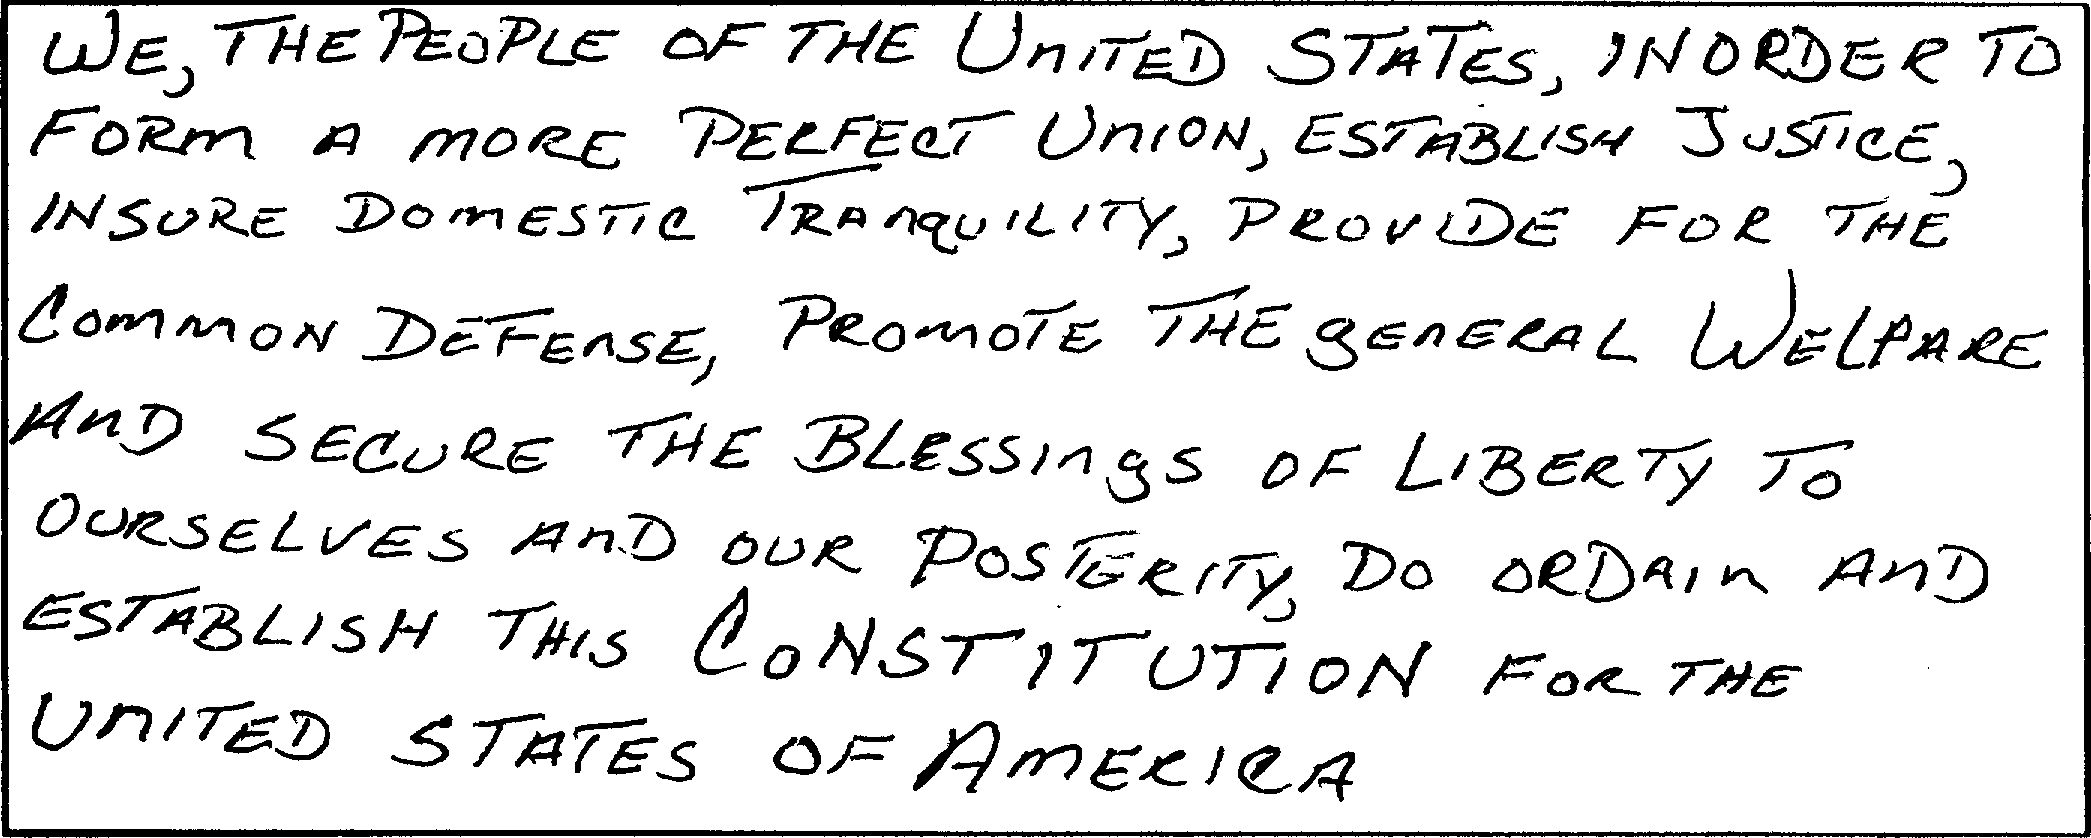 WE, THE PEOPLE OF THE UNITED STATES, IN ORDER TO
FORM A MORE PERFECT UNION, ESTABLISH JUSTICE,
INSURE DOMESTIC TRANQUILITY, PROVIDE FOR THE
COMMON DEFENSE, PROMOTE THE GENERAL WELFARE
AND SECURE THE BLESSINGS OF LIBERTY TO
OURSELVES AND OUR POSTERITY, DO ORDAIN AND
ESTABLISH THIS CONSTITUTION FOR THE
UNITED STATES OF AMERICA